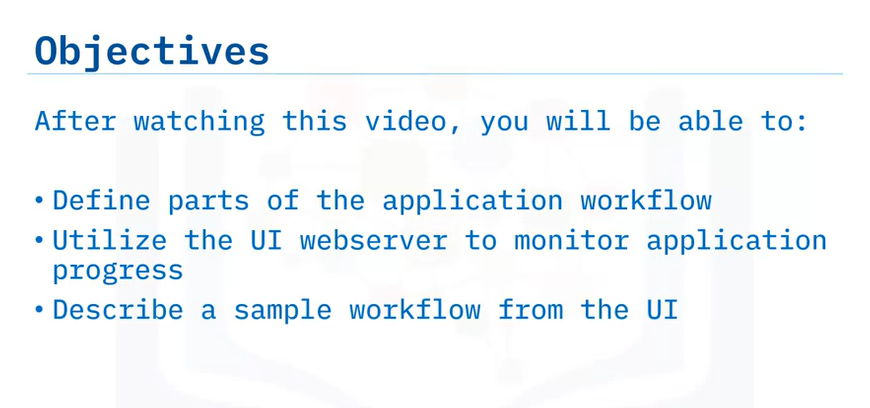 Objectives
After watching this video, you will be able to:
• Define parts of the application workflow
• Utilize the UI webserver to monitor application
progress
• Describe a sample workflow from the UI